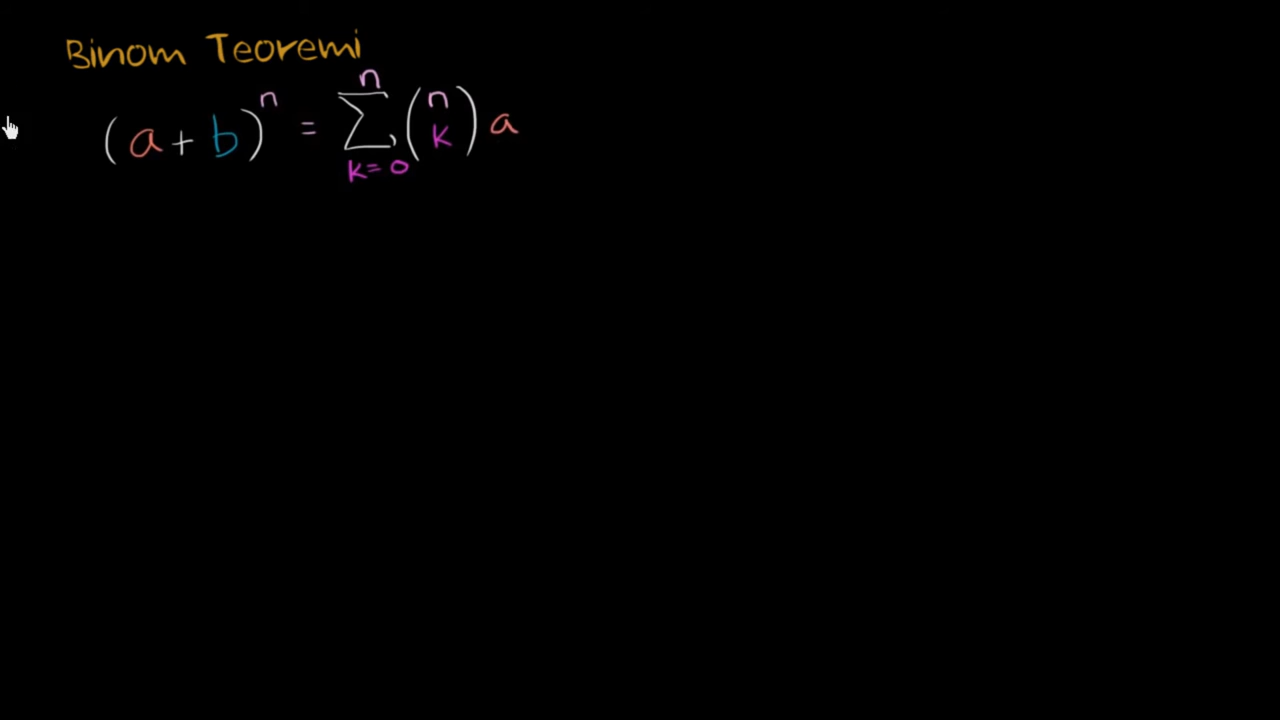 Binom Teoremi
(a + b)^n = \sum_{k=0}^{n} \binom{n}{k} a